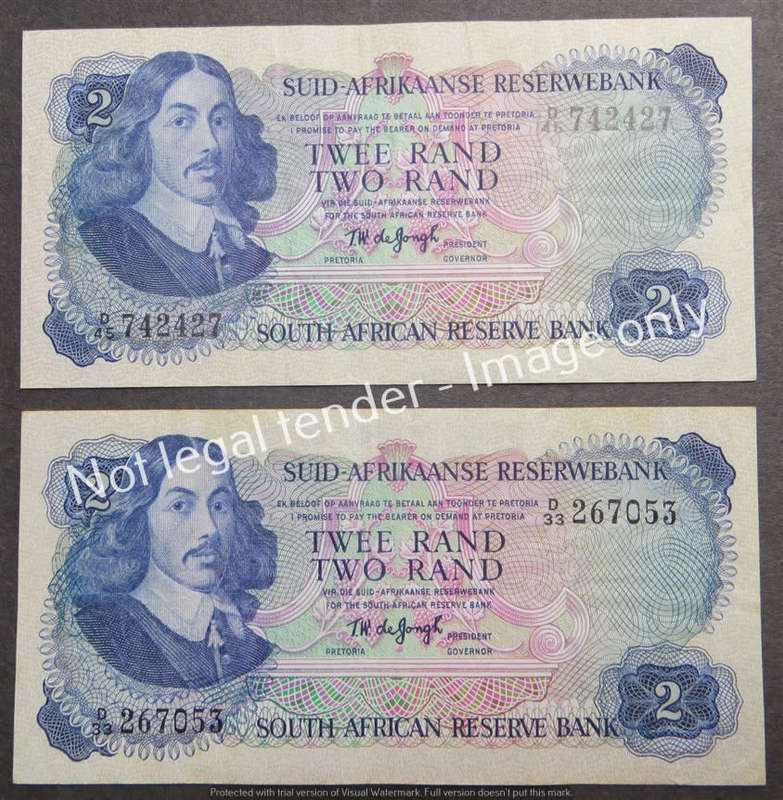 2
SUID-AFRIKAANSE RESERWEBANK
EK BELOOF OP AANVRAAG TE BETAAL AAN TOONDER TE PRETORIA
I PROMISE TO PAY THE BEARER ON DEMAND AT PRETORIA
D/45 742427
TWEE RAND
TWO RAND
VIR DIE SUID-AFRIKAANSE RESERWEBANK
FOR THE SOUTH AFRICAN RESERVE BANK
TW de Jongh
PRESIDENT
PRETORIA GOVERNOR
D/45 742427
2
SOUTH AFRICAN RESERVE BANK
Not legal tender - Image only
2
SUID-AFRIKAANSE RESERWEBANK
EK BELOOF OP AANVRAAG TE BETAAL AAN TOONDER TE PRETORIA
I PROMISE TO PAY THE BEARER ON DEMAND AT PRETORIA
D/33 267053
TWEE RAND
TWO RAND
VIR DIE SUID-AFRIKAANSE RESERWEBANK
FOR THE SOUTH AFRICAN RESERVE BANK
TW de Jongh
PRESIDENT
PRETORIA GOVERNOR
2
D/33 267053
SOUTH AFRICAN RESERVE BANK
Protected with trial version of Visual Watermark. Full version doesn't put this mark.